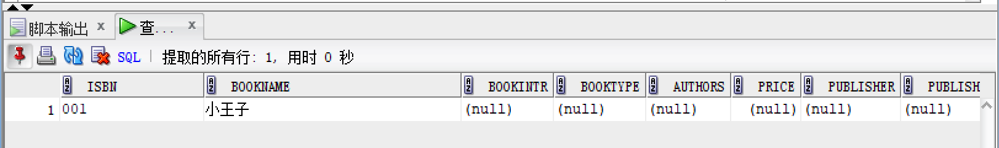 脚本输出 x 查... x
SQL 提取的所有行: 1, 用时 0 秒
ISBN BOOKNAME BOOKINTR BOOKTYPE AUTHORS PRICE PUBLISHER PUBLISH
1 001 小王子 (null) (null) (null) (null) (null) (null)